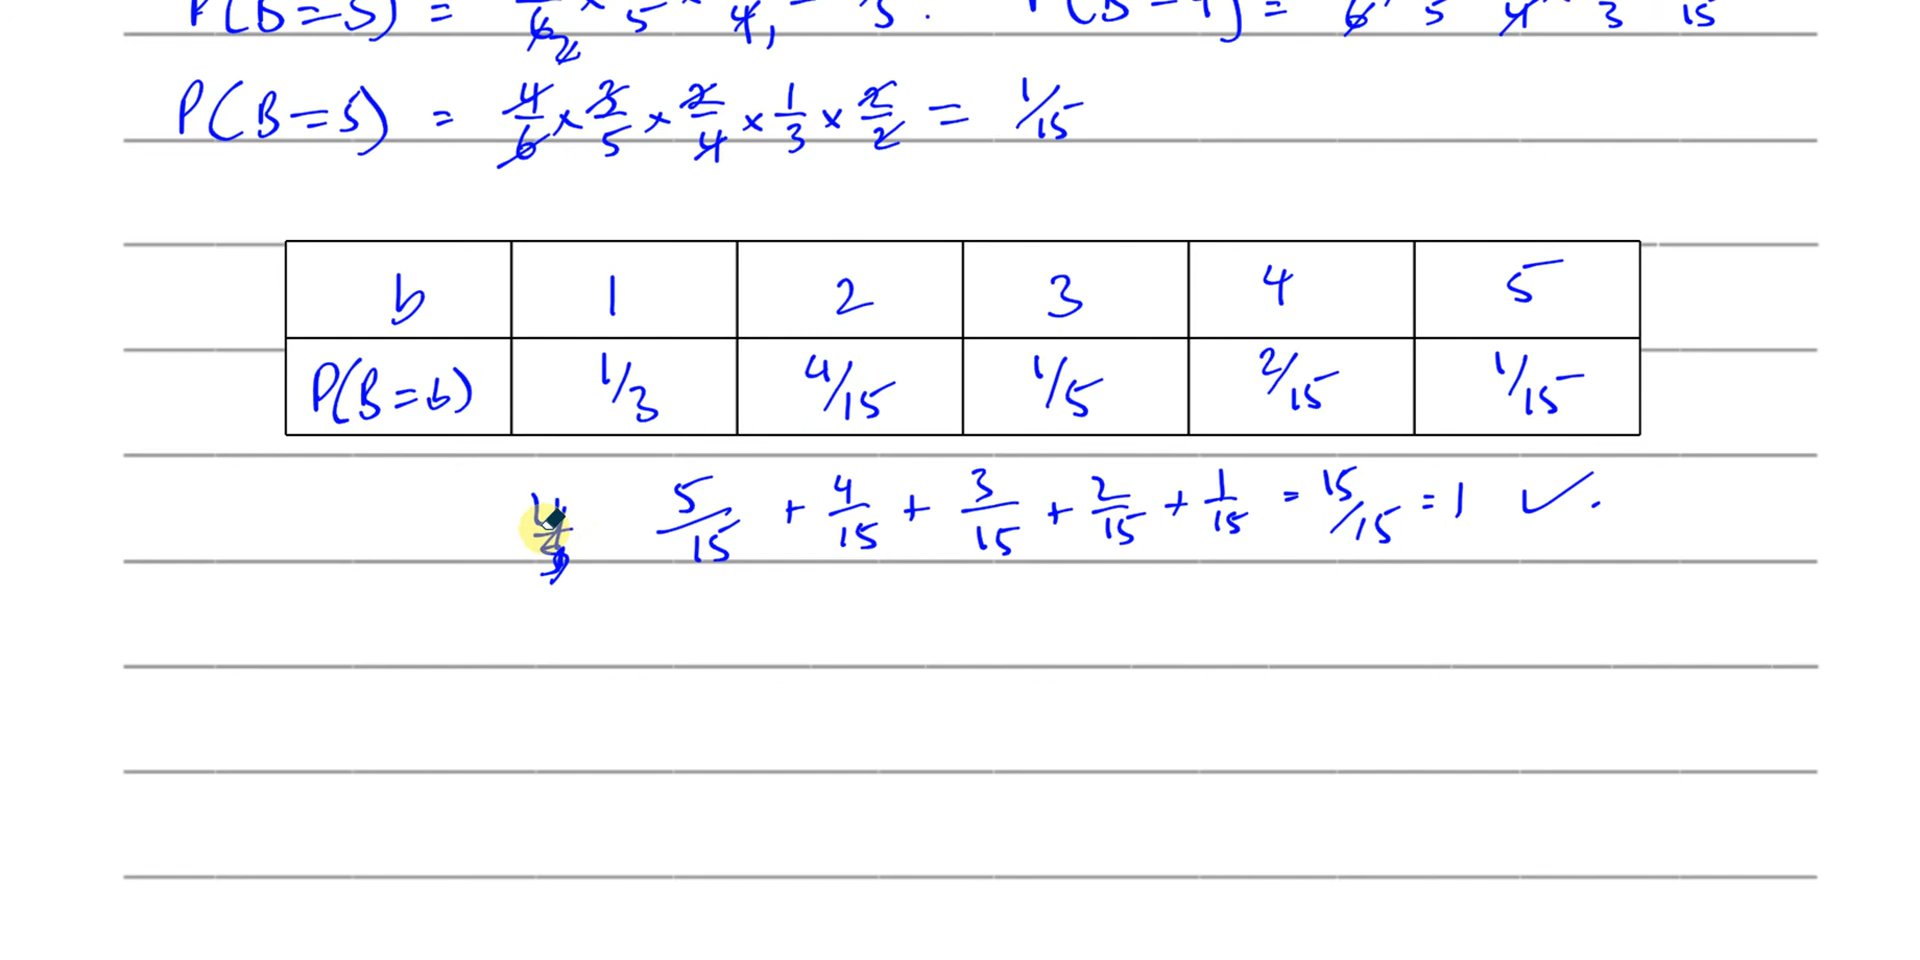 P(B=5) = 4/6 × 3/5 × 2/4 × 1/3 × 2/2 = 1/15
b 1 2 3 4 5
P(B=b) 1/3 4/15 1/5 2/15 1/15
5/15 + 4/15 + 3/15 + 2/15 + 1/15 = 15/15 = 1 ✓.